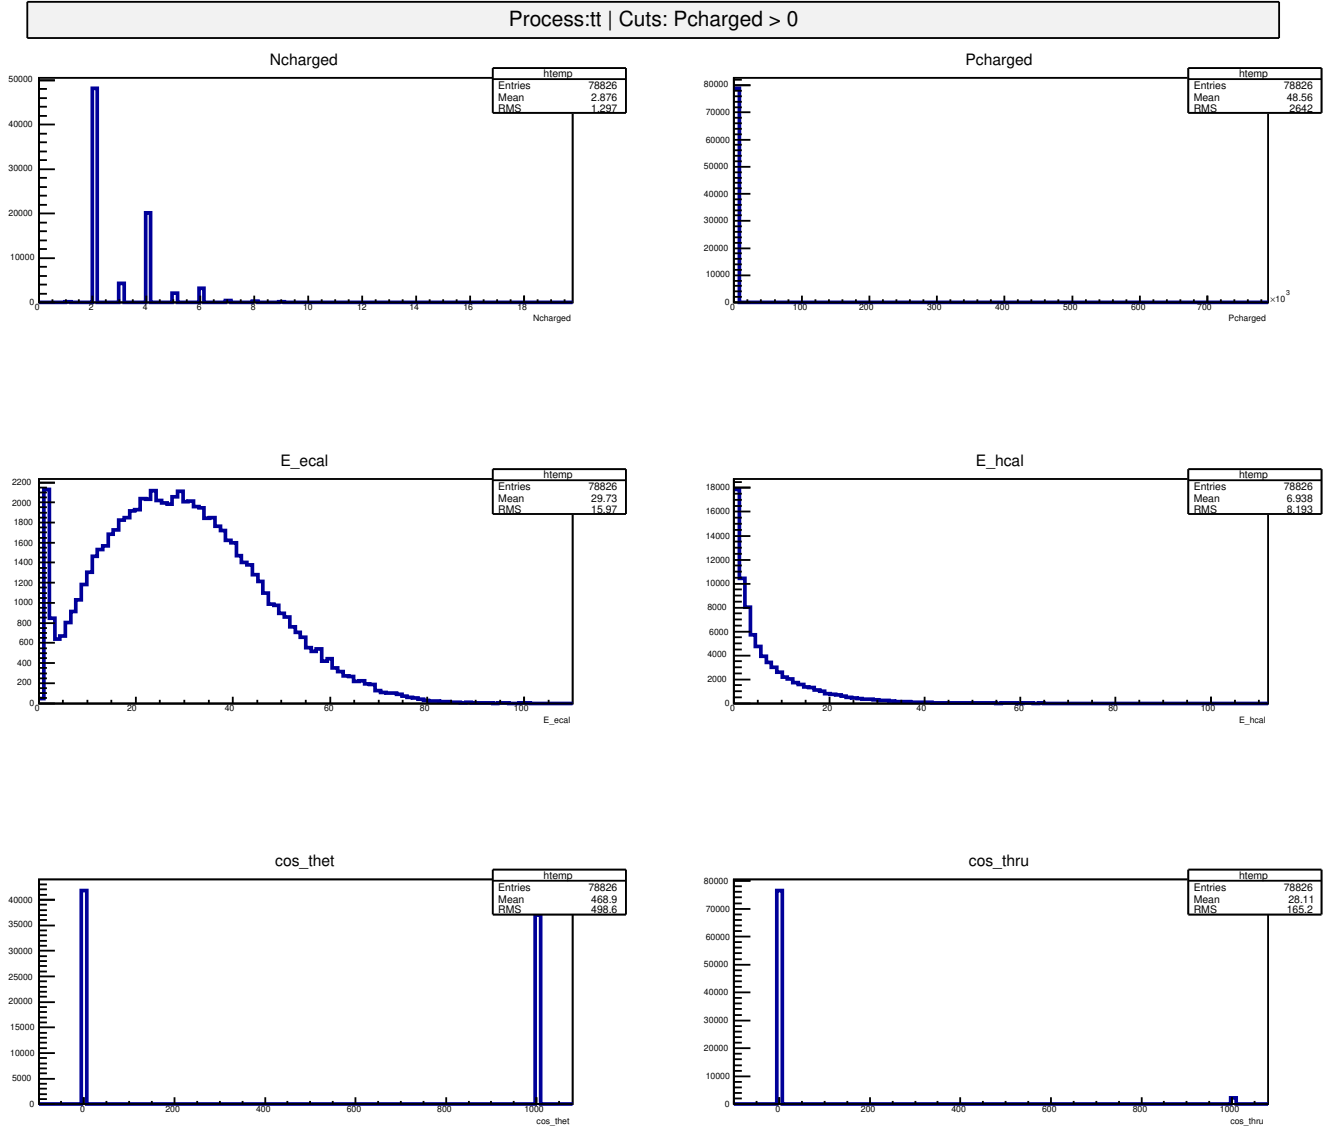 Process:tt | Cuts: Pcharged > 0
Ncharged
htemp
Entries 78826
Mean 2.876
RMS 1.297
50000
40000
30000
20000
10000
0
2 4 6 8 10 12 14 16 18
Ncharged
Pcharged
htemp
Entries 78826
Mean 48.56
RMS 2642
80000
70000
60000
50000
40000
30000
20000
10000
0
0 100 200 300 400 500 600 700
×10^3
Pcharged
E_ecal
htemp
Entries 78826
Mean 29.73
RMS 15.97
2200
2000
1800
1600
1400
1200
1000
800
600
400
200
0
0 20 40 60 80 100
E_ecal
E_hcal
htemp
Entries 78826
Mean 6.938
RMS 8.193
18000
16000
14000
12000
10000
8000
6000
4000
2000
0
0 20 40 60 80 100
E_hcal
cos_thet
htemp
Entries 78826
Mean 468.9
RMS 498.6
40000
35000
30000
25000
20000
15000
10000
5000
0
0 200 400 600 800 1000
cos_thet
cos_thru
htemp
Entries 78826
Mean 28.11
RMS 165.2
80000
70000
60000
50000
40000
30000
20000
10000
0
0 200 400 600 800 1000
cos_thru